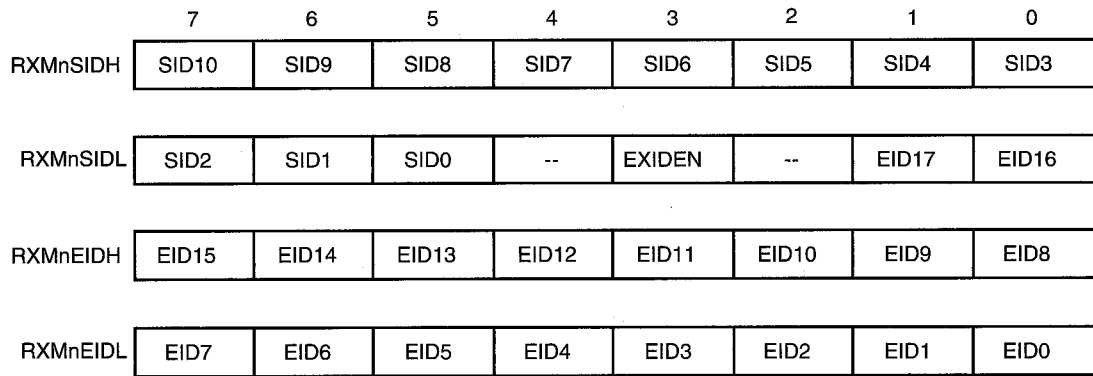 7 6 5 4 3 2 1 0
RXMnSIDH SID10 SID9 SID8 SID7 SID6 SID5 SID4 SID3
RXMnSIDL SID2 SID1 SID0 -- EXIDEN -- EID17 EID16
RXMnEIDH EID15 EID14 EID13 EID12 EID11 EID10 EID9 EID8
RXMnEIDL EID7 EID6 EID5 EID4 EID3 EID2 EID1 EID0